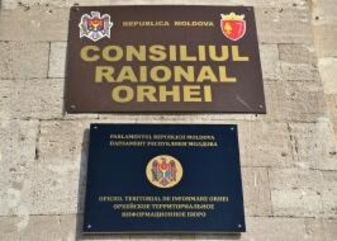 REPUBLICA MOLDOVA
CONSILIUL
RAIONAL
ORHEI
PARLAMENTUL REPUBLICII MOLDOVA
ПАРЛАМЕНТ РЕСПУБЛИКИ МОЛДОВА
OFICIUL TERITORIAL DE INFORMARE ORHEI
ОРХЕЙСКОЕ ТЕРРИТОРИАЛЬНОЕ
ИНФОРМАЦИОННОЕ БЮРО